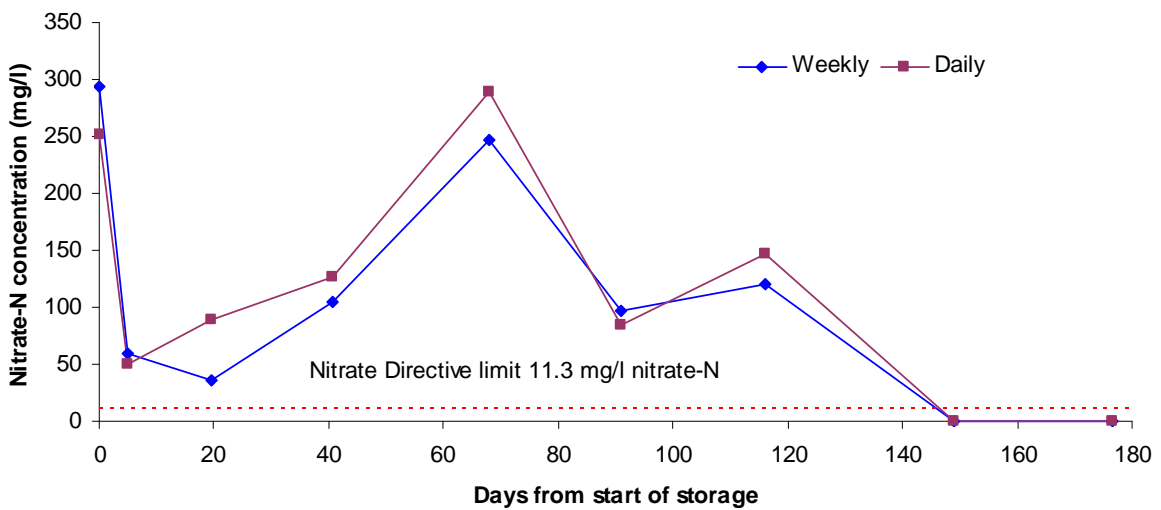 350
300
250
200
150
100
50
0
Nitrate-N concentration (mg/l)
Weekly Daily
Nitrate Directive limit 11.3 mg/l nitrate-N
0 20 40 60 80 100 120 140 160 180
Days from start of storage